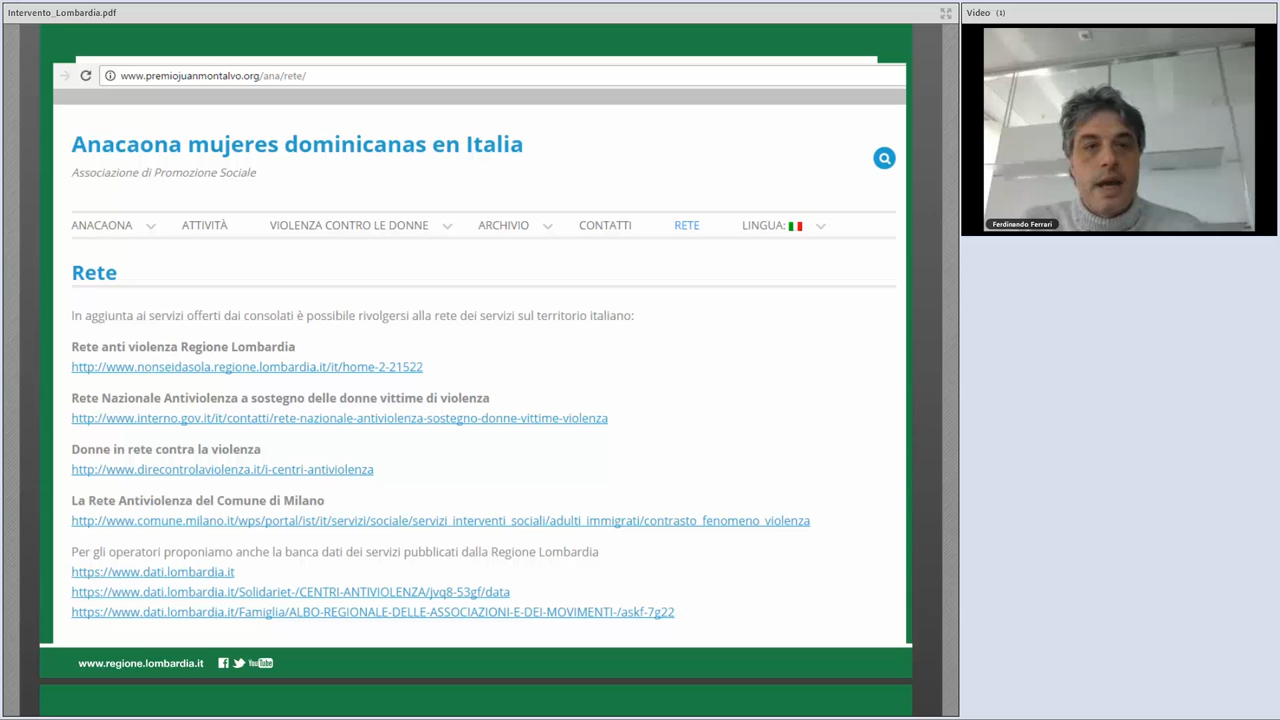 Intervento_Lombardia.pdf
Video (1)
www.premiojuanmontalvo.org/ana/rete/
Anacaona mujeres dominicanas en Italia
Associazione di Promozione Sociale
ANACAONA ATTIVITÀ VIOLENZA CONTRO LE DONNE ARCHIVIO CONTATTI RETE LINGUA:
Ferdinando Ferrari
Rete
In aggiunta ai servizi offerti dai consolati è possibile rivolgersi alla rete dei servizi sul territorio italiano:
Rete anti violenza Regione Lombardia
http://www.nonseidasola.regione.lombardia.it/it/home-2-21522
Rete Nazionale Antiviolenza a sostegno delle donne vittime di violenza
http://www.interno.gov.it/it/contatti/rete-nazionale-antiviolenza-sostegno-donne-vittime-violenza
Donne in rete contra la violenza
http://www.direcontrolaviolenza.it/i-centri-antiviolenza
La Rete Antiviolenza del Comune di Milano
http://www.comune.milano.it/wps/portal/ist/it/servizi/sociale/servizi_interventi_sociali/adulti_immigrati/contrasto_fenomeno_violenza
Per gli operatori proponiamo anche la banca dati dei servizi pubblicati dalla Regione Lombardia
https://www.dati.lombardia.it
https://www.dati.lombardia.it/Solidariet-/CENTRI-ANTIVIOLENZA/jvq8-53gf/data
https://www.dati.lombardia.it/Famiglia/ALBO-REGIONALE-DELLE-ASSOCIAZIONI-E-DEI-MOVIMENTI-/askf-7g22
www.regione.lombardia.it YouTube